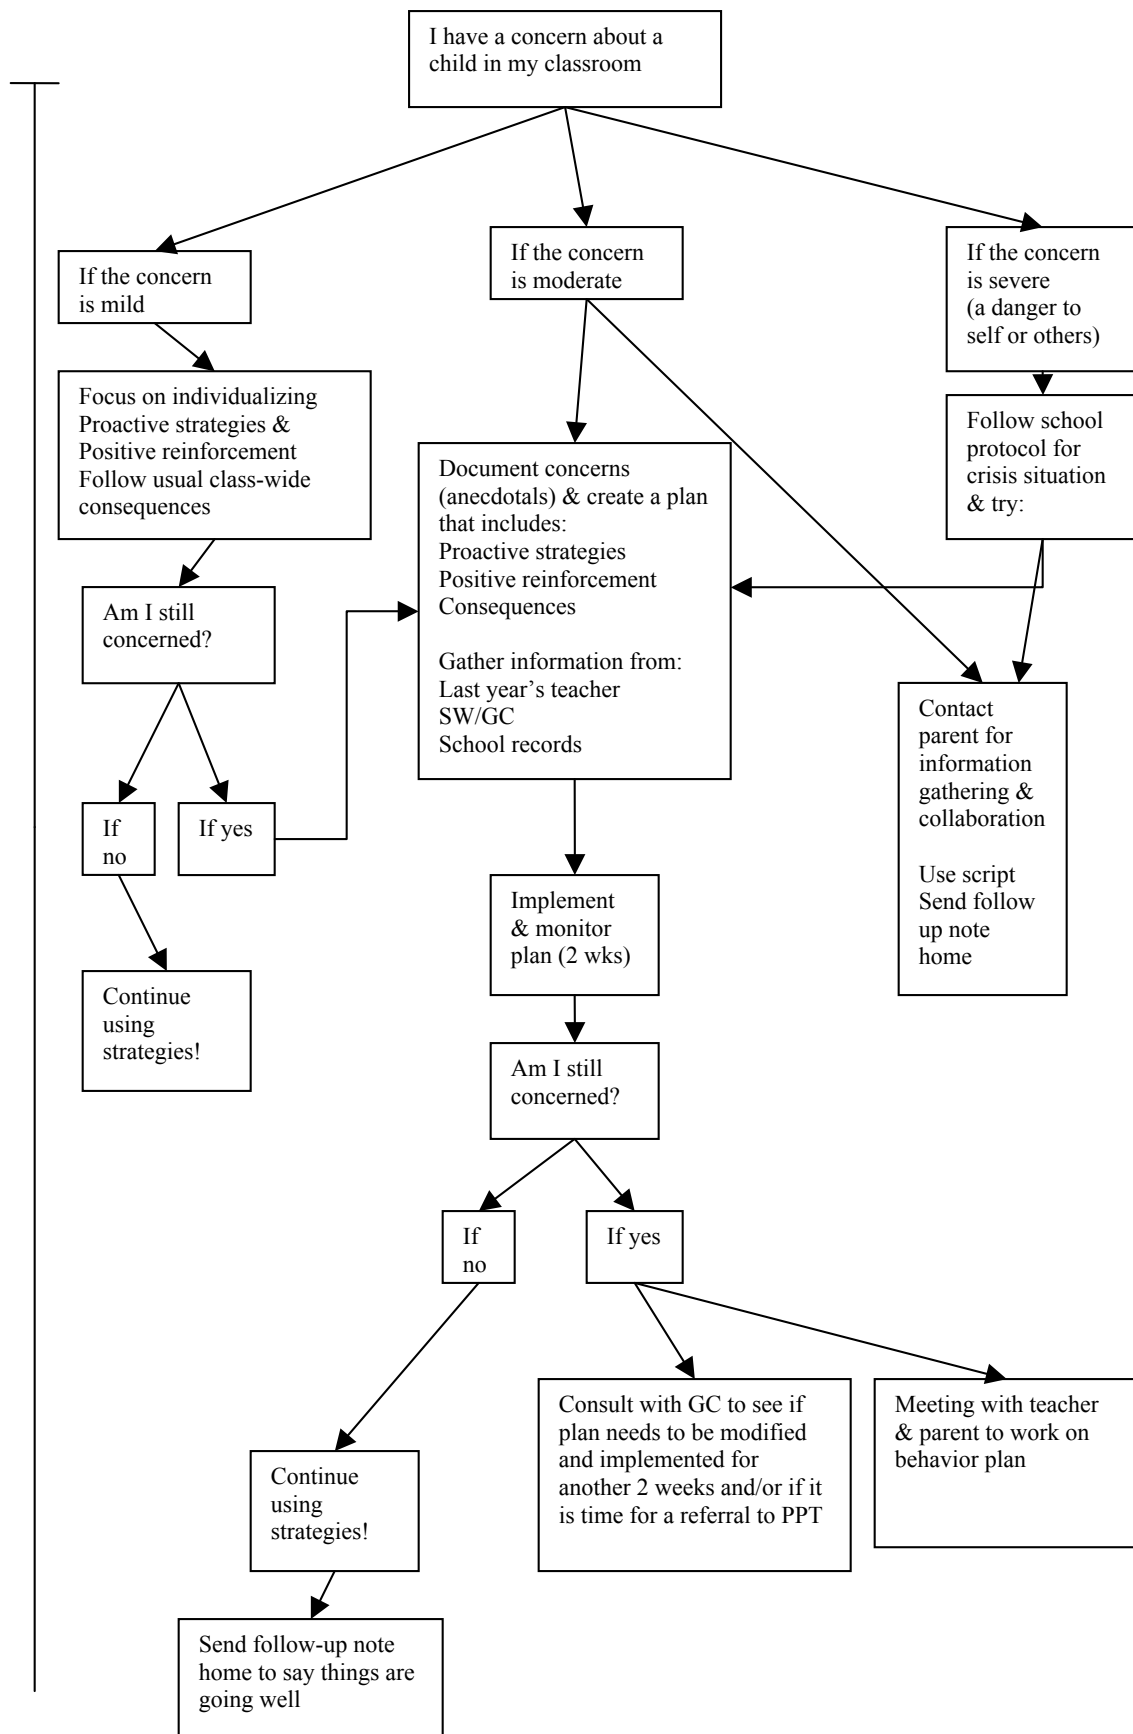 I have a concern about a
child in my classroom
If the concern
is mild
If the concern
is moderate
If the concern
is severe
(a danger to
self or others)
Focus on individualizing
Proactive strategies &
Positive reinforcement
Follow usual class-wide
consequences
Follow school
protocol for
crisis situation
& try:
Document concerns
(anecdotals) & create a plan
that includes:
Proactive strategies
Positive reinforcement
Consequences
Gather information from:
Last year’s teacher
SW/GC
School records
Am I still
concerned?
Contact
parent for
information
gathering &
collaboration
Use script
Send follow
up note
home
If
no
If yes
Implement
& monitor
plan (2 wks)
Continue
using
strategies!
Am I still
concerned?
If
no
If yes
Consult with GC to see if
plan needs to be modified
and implemented for
another 2 weeks and/or if it
is time for a referral to PPT
Meeting with teacher
& parent to work on
behavior plan
Continue
using
strategies!
Send follow-up note
home to say things are
going well